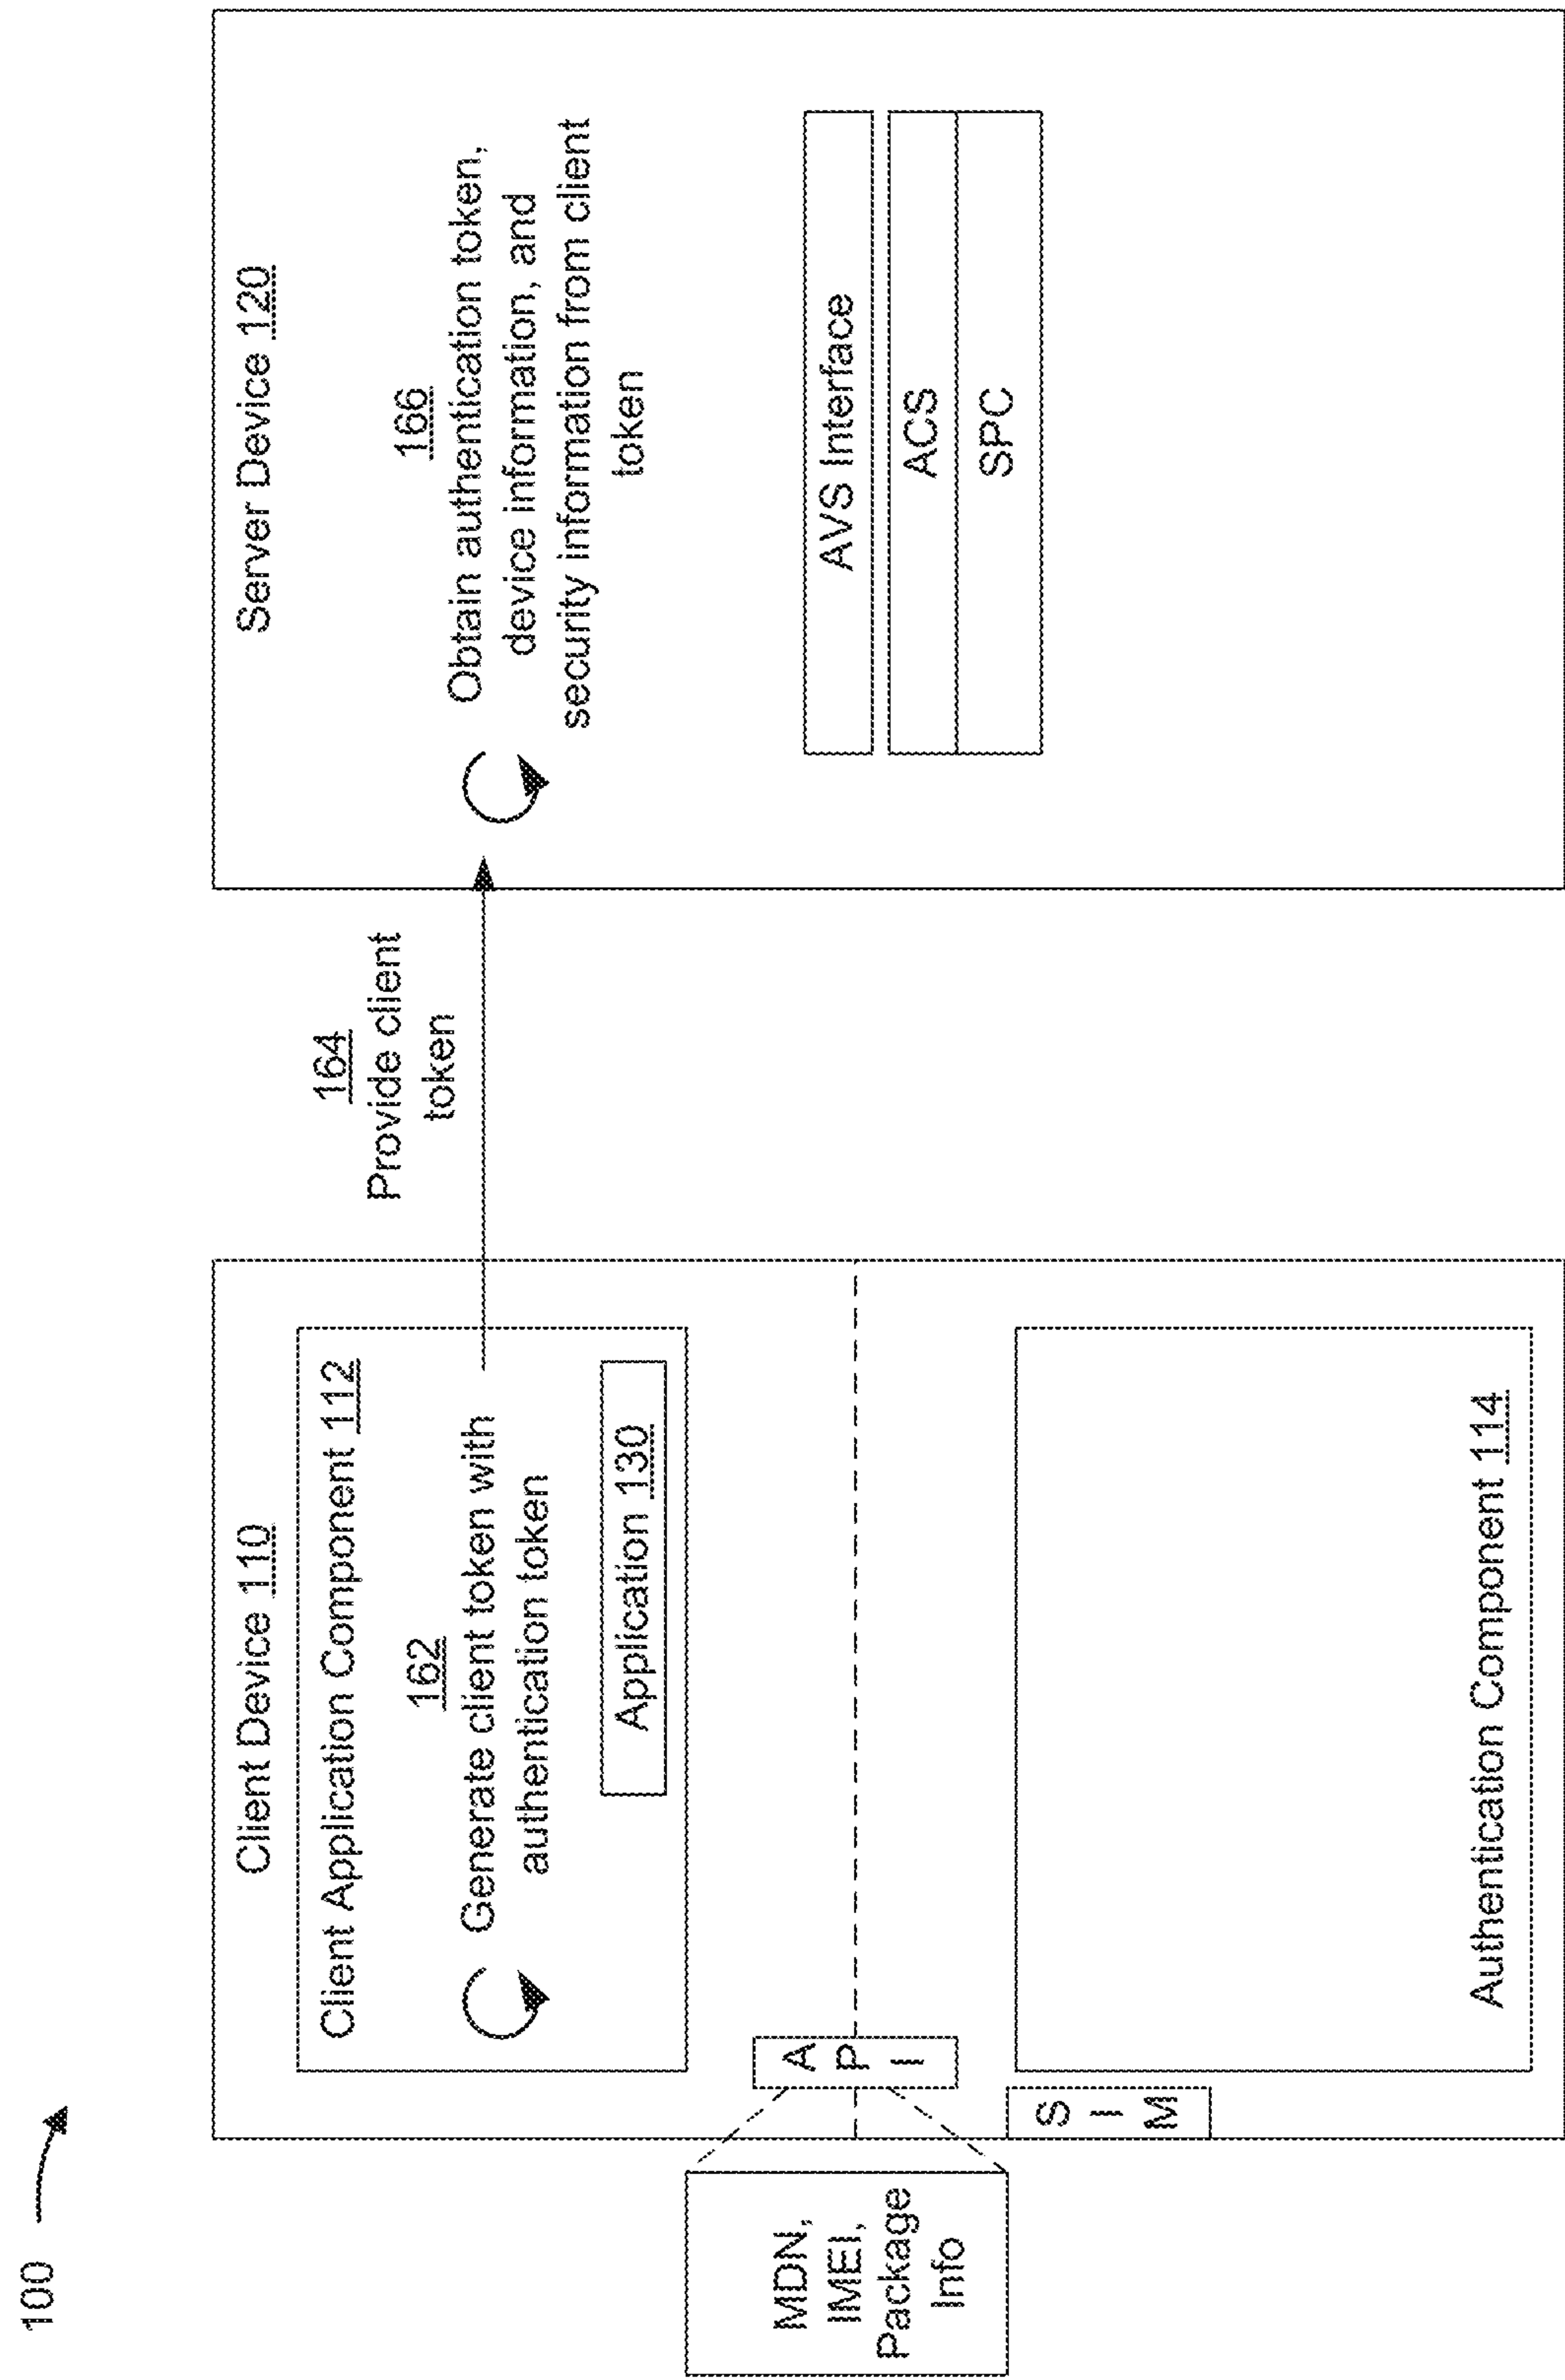 100
Client Device 110
Client Application Component 112
162
Generate client token with
authentication token
Application 130
A
P
I
MDN,
IMEI,
Package
Info
S
I
M
Authentication Component 114
164
Provide client
token
Server Device 120
166
Obtain authentication token,
device information, and
security information from client
token
AVS Interface
ACS
SPC